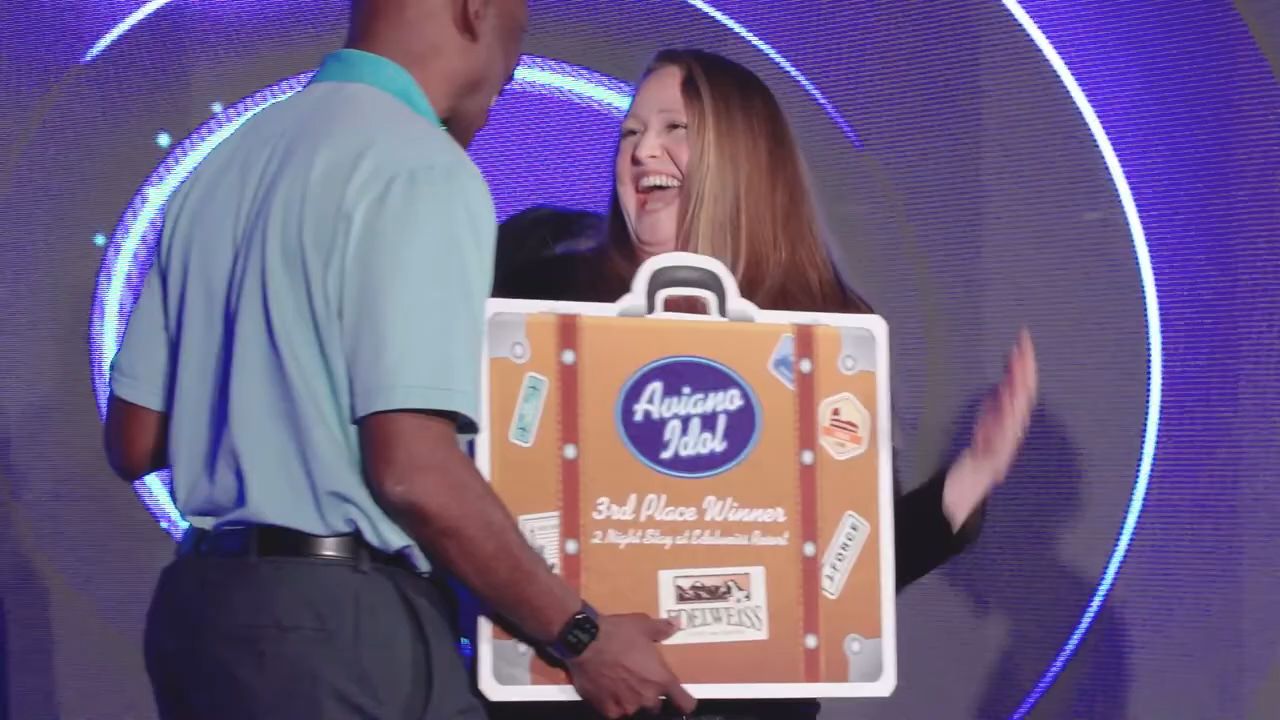 Aviano
Idol
3rd Place Winner
2 Night Stay at Edelweiss Resort
EDELWEISS